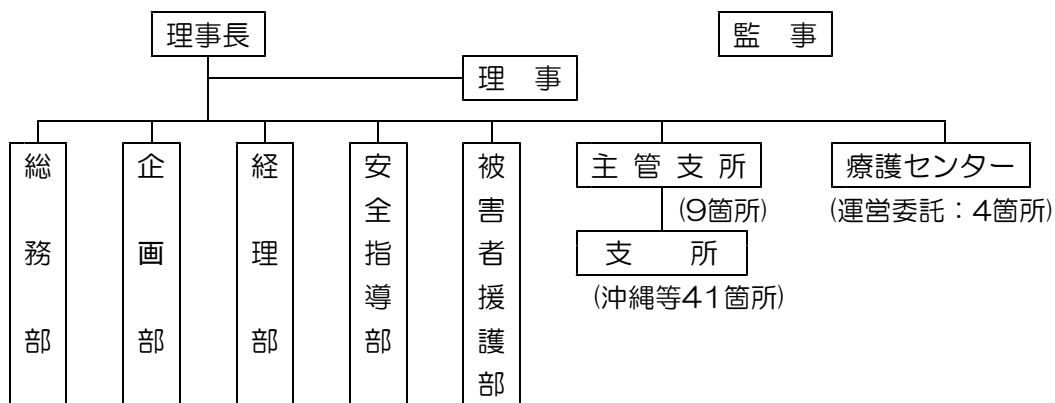 理事長
監　事
理　事
総務部
企画部
経理部
安全指導部
被害者援護部
主管支所
(9箇所)
支　所
(沖縄等41箇所)
療護センター
(運営委託：4箇所)